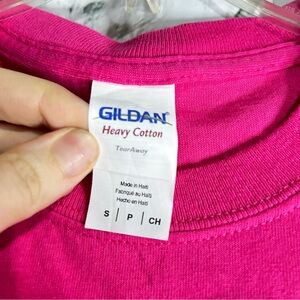 GILDAN
Heavy Cotton
TearAway
Made in Haiti
Fabriqué au Haïti
Hecho en Haití
S | P | CH